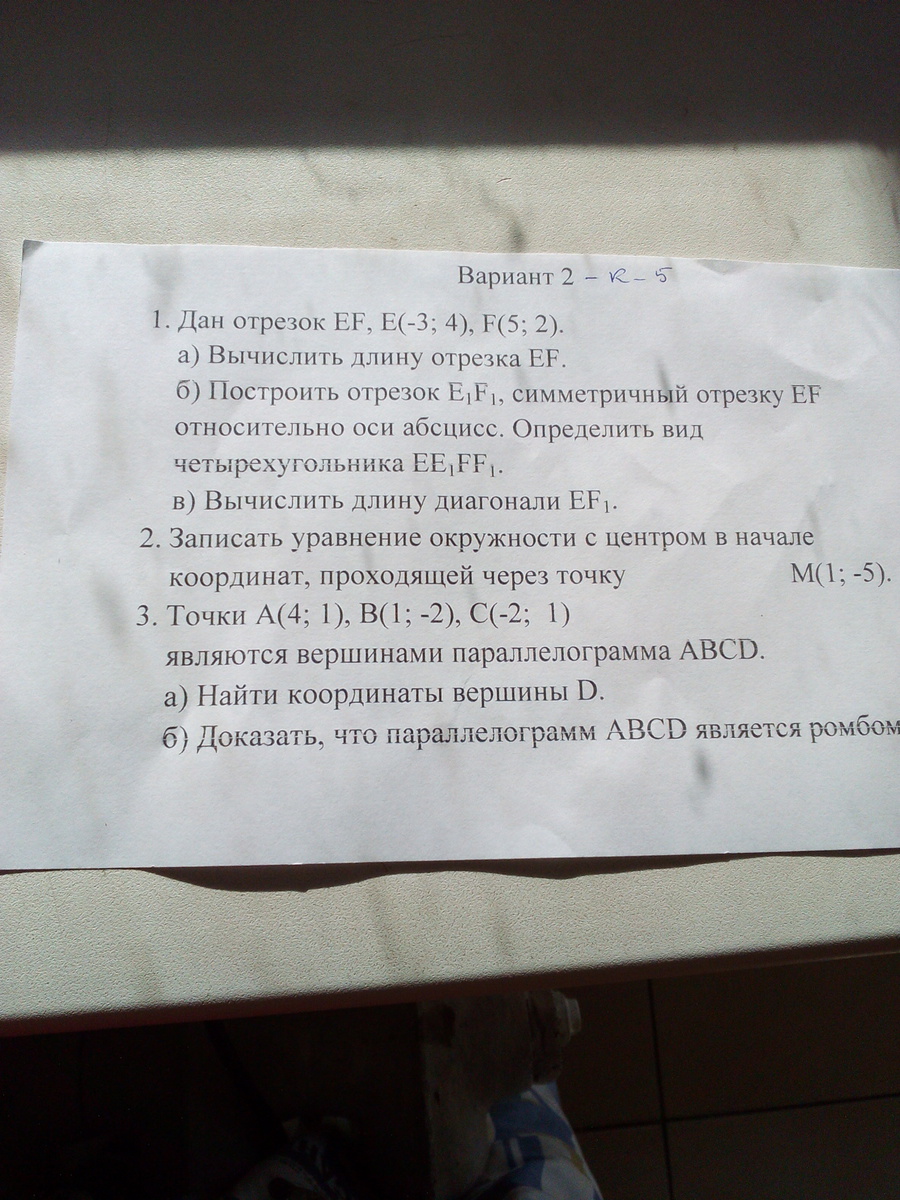 Вариант 2 – к – 5
1. Дан отрезок EF, E(-3; 4), F(5; 2).
а) Вычислить длину отрезка EF.
б) Построить отрезок E₁F₁, симметричный отрезку EF
относительно оси абсцисс. Определить вид
четырехугольника EE₁FF₁.
в) Вычислить длину диагонали EF₁.
2. Записать уравнение окружности с центром в начале
координат, проходящей через точку M(1; -5).
3. Точки A(4; 1), B(1; -2), C(-2; 1)
являются вершинами параллелограмма ABCD.
а) Найти координаты вершины D.
б) Доказать, что параллелограмм ABCD является ромбом